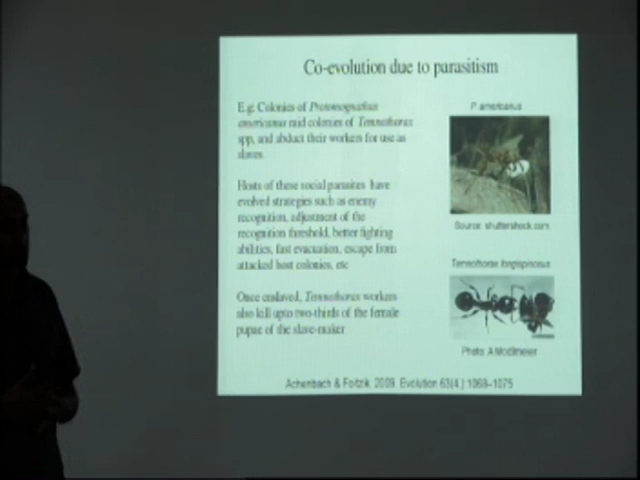 Co-evolution due to parasitism
E.g. Colonies of Protomognathus
americanus raid colonies of Temnothorax
spp, and abduct their workers for use as
slaves
Hosts of these social parasites have
evolved strategies such as enemy
recognition, adjustment of the
recognition threshold, better fighting
abilities, fast evacuation, escape from
attacked host colonies, etc
Once enslaved, Temnothorax workers
also kill upto two-thirds of the female
pupae of the slave-maker
P. americanus
Source: shutterstock.com
Temnothorax longispinosus
Photo: A Modlmeier
Achenbach & Foitzik. 2009. Evolution 63(4): 1068–1075